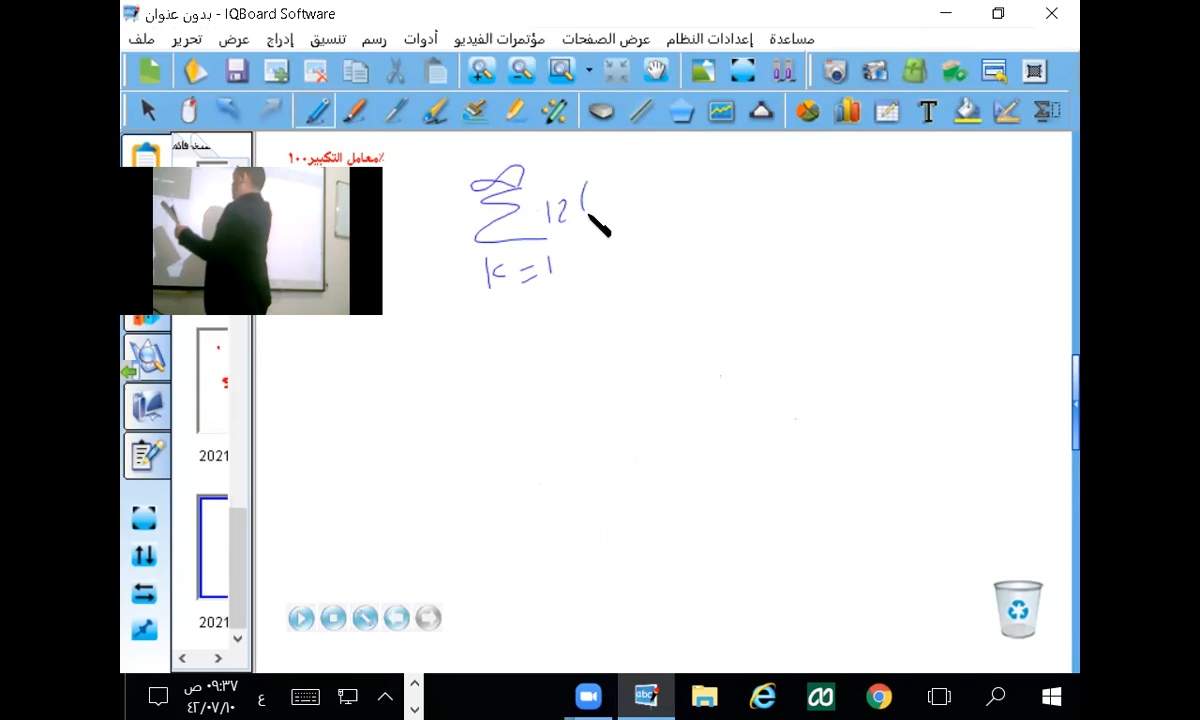 بدون عنوان - IQBoard Software
ملف تحرير عرض إدراج تنسيق رسم أدوات مؤتمرات الفيديو عرض الصفحات إعدادات النظام مساعدة
معامل التكبير١٠٠٪
∞
Σ 12 (
k = 1
2021
2021
٠٩:٣٧ ص
ع
٤٢/٠٧/١٠
abc